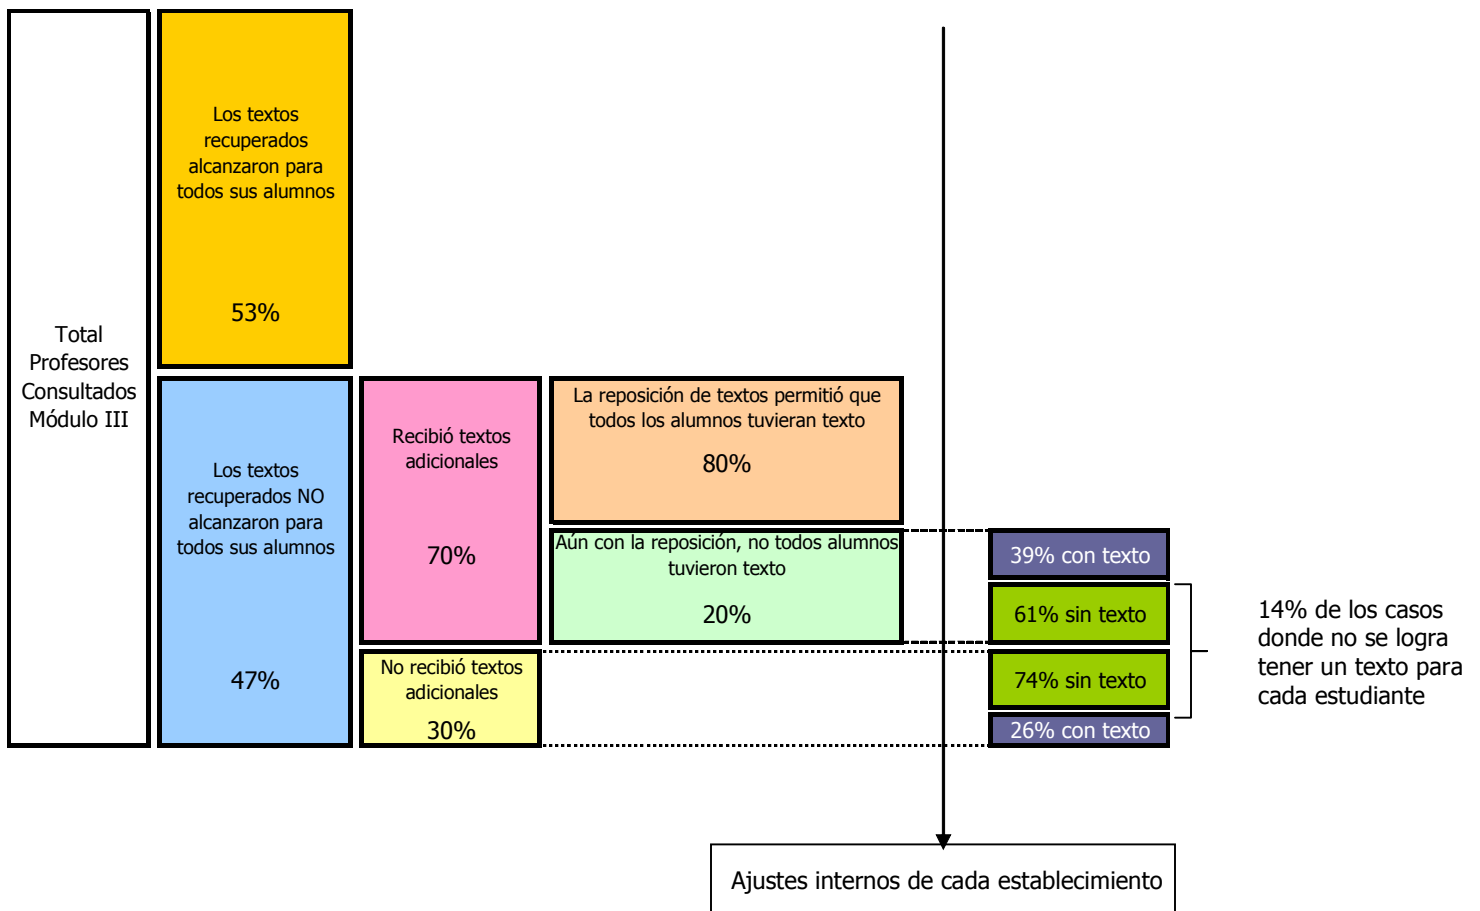 Total
Profesores
Consultados
Módulo III
Los textos
recuperados
alcanzaron para
todos sus alumnos
53%
Los textos
recuperados NO
alcanzaron para
todos sus alumnos
47%
Recibió textos
adicionales
70%
No recibió textos
adicionales
30%
La reposición de textos permitió que
todos los alumnos tuvieran texto
80%
Aún con la reposición, no todos alumnos
tuvieron texto
20%
39% con texto
61% sin texto
74% sin texto
26% con texto
14% de los casos
donde no se logra
tener un texto para
cada estudiante
Ajustes internos de cada establecimiento